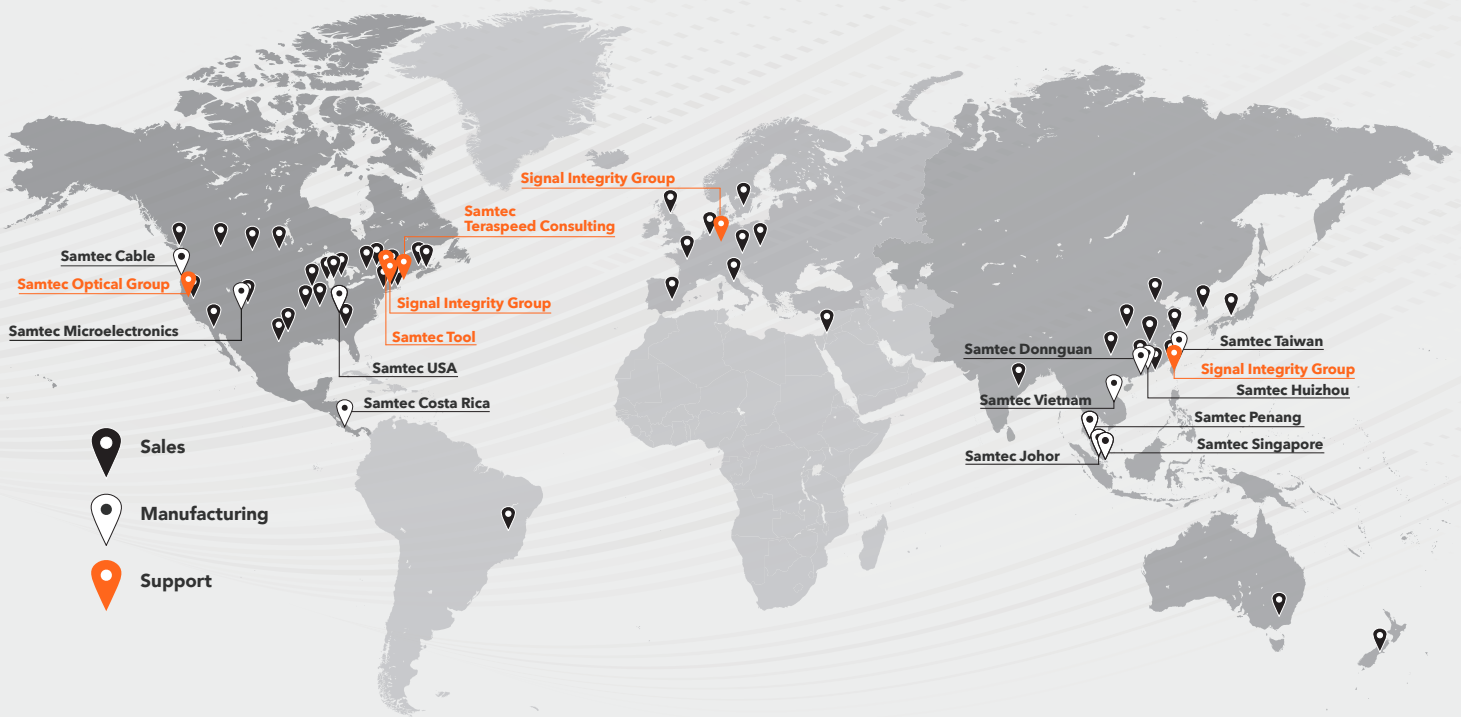 Signal Integrity Group
Samtec
Teraspeed Consulting
Samtec Cable
Samtec Optical Group
Signal Integrity Group
Samtec Microelectronics
Samtec Tool
Samtec USA
Samtec Costa Rica
Samtec Donnguan
Samtec Taiwan
Signal Integrity Group
Samtec Huizhou
Samtec Vietnam
Samtec Penang
Samtec Singapore
Samtec Johor
Sales
Manufacturing
Support